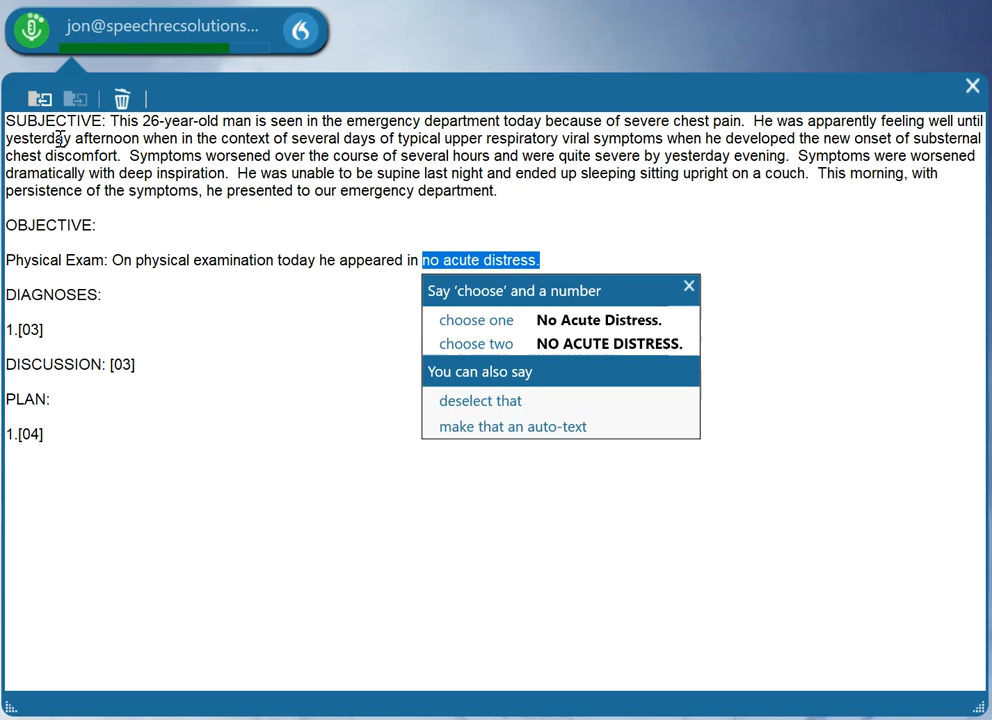 jon@speechrecsolutions...
SUBJECTIVE: This 26-year-old man is seen in the emergency department today because of severe chest pain.  He was apparently feeling well until
yesterday afternoon when in the context of several days of typical upper respiratory viral symptoms when he developed the new onset of substernal
chest discomfort.  Symptoms worsened over the course of several hours and were quite severe by yesterday evening.  Symptoms were worsened
dramatically with deep inspiration.  He was unable to be supine last night and ended up sleeping sitting upright on a couch.  This morning, with
persistence of the symptoms, he presented to our emergency department.
OBJECTIVE:
Physical Exam: On physical examination today he appeared in no acute distress.
Say ‘choose’ and a number
choose one No Acute Distress.
choose two NO ACUTE DISTRESS.
You can also say
deselect that
make that an auto-text
DIAGNOSES:
1.[03]
DISCUSSION: [03]
PLAN:
1.[04]